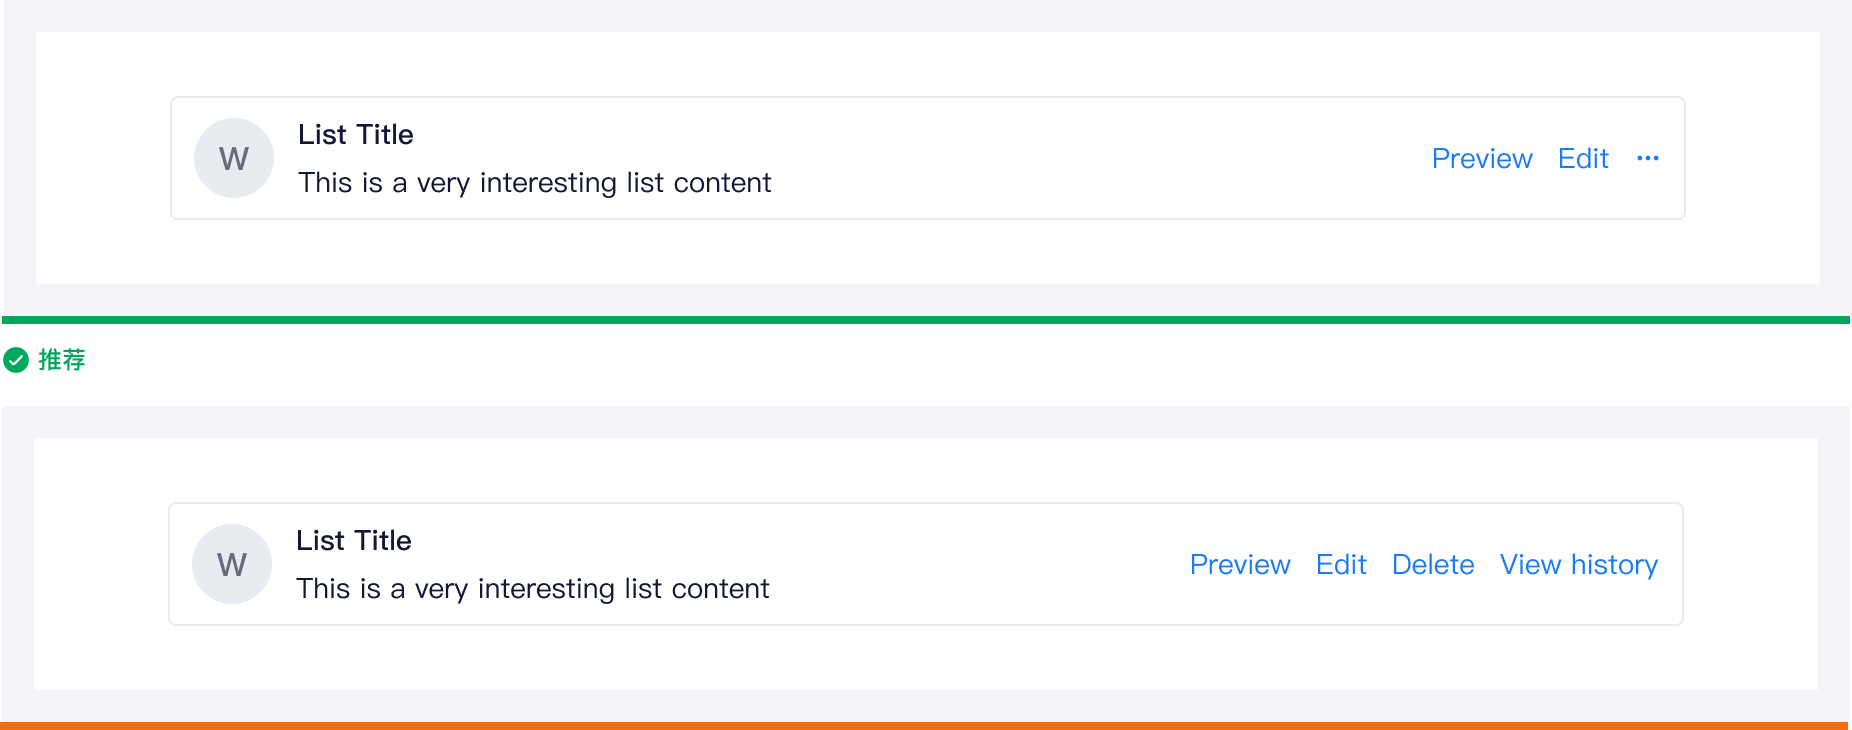 W
List Title
This is a very interesting list content
Preview Edit ···
推荐
W
List Title
This is a very interesting list content
Preview Edit Delete View history